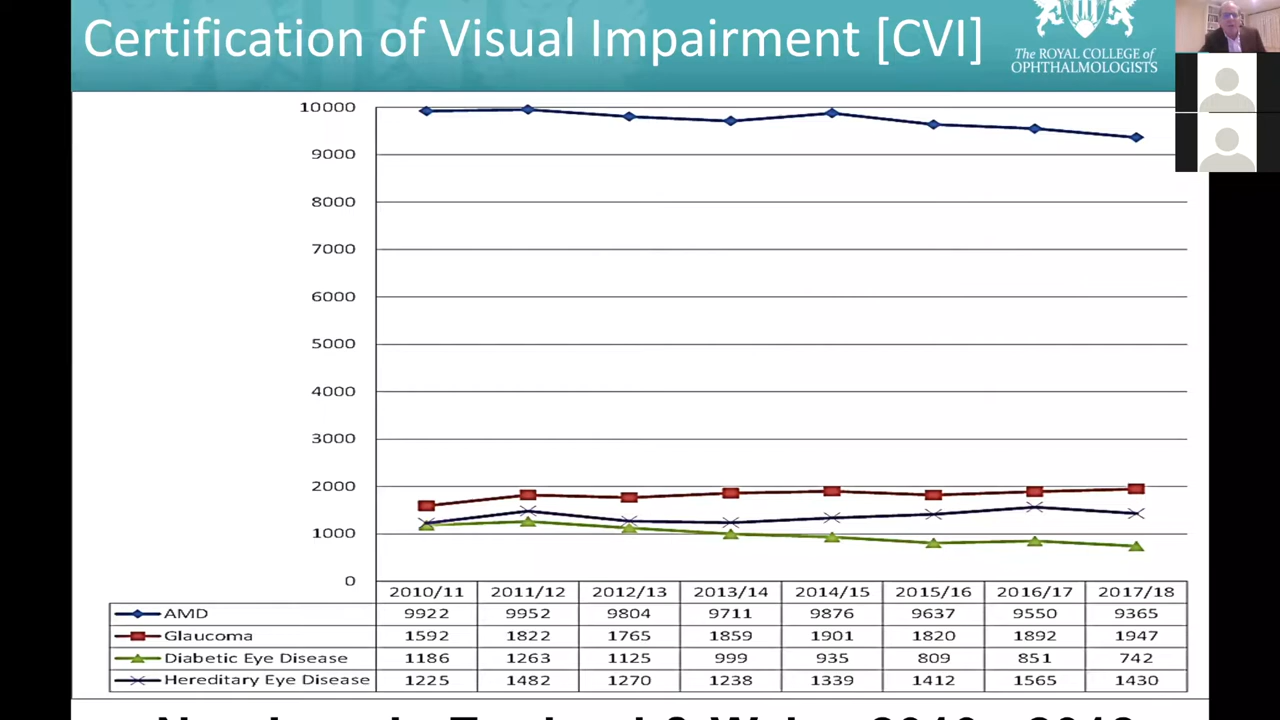 Certification of Visual Impairment [CVI]
The ROYAL COLLEGE of
OPHTHALMOLOGISTS
10000
9000
8000
7000
6000
5000
4000
3000
2000
1000
0
2010/11 2011/12 2012/13 2013/14 2014/15 2015/16 2016/17 2017/18
AMD 9922 9952 9804 9711 9876 9637 9550 9365
Glaucoma 1592 1822 1765 1859 1901 1820 1892 1947
Diabetic Eye Disease 1186 1263 1125 999 935 809 851 742
Hereditary Eye Disease 1225 1482 1270 1238 1339 1412 1565 1430